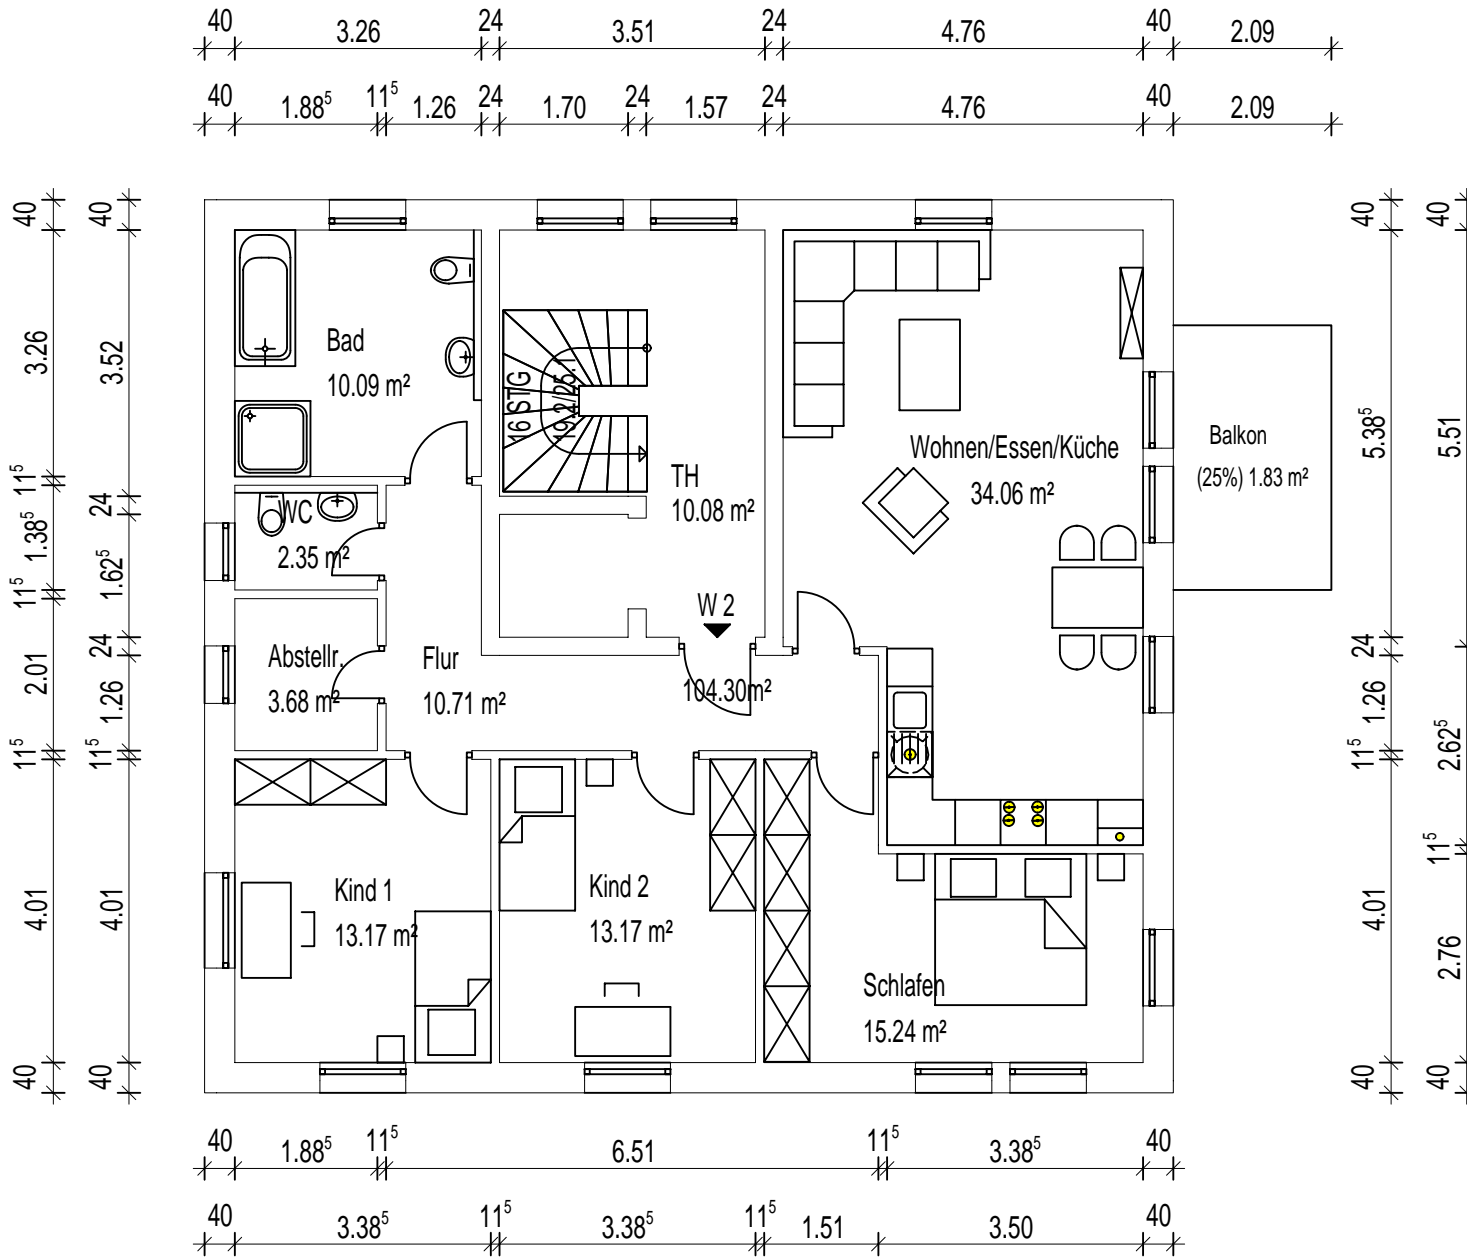 40 3.26 24 3.51 24 4.76 40 2.09
40 1.88⁵ 11⁵ 1.26 24 1.70 24 1.57 24 4.76 40 2.09
40 3.26 11⁵ 1.38⁵ 11⁵ 2.01 11⁵ 4.01 40
40 3.52 24 1.62⁵ 24 1.26 11⁵ 4.01 40
Bad
10.09 m²
16 STG
19.2/25.1
TH
10.08 m²
Wohnen/Essen/Küche
34.06 m²
Balkon
(25%) 1.83 m²
WC
2.35 m²
W 2
104.30m²
Abstellr.
3.68 m²
Flur
10.71 m²
Kind 1
13.17 m²
Kind 2
13.17 m²
Schlafen
15.24 m²
40 5.38⁵ 24 1.26 11⁵ 4.01 40
40 5.51 2.62⁵ 11⁵ 2.76 40
40 1.88⁵ 11⁵ 6.51 11⁵ 3.38⁵ 40
40 3.38⁵ 11⁵ 3.38⁵ 11⁵ 1.51 3.50 40